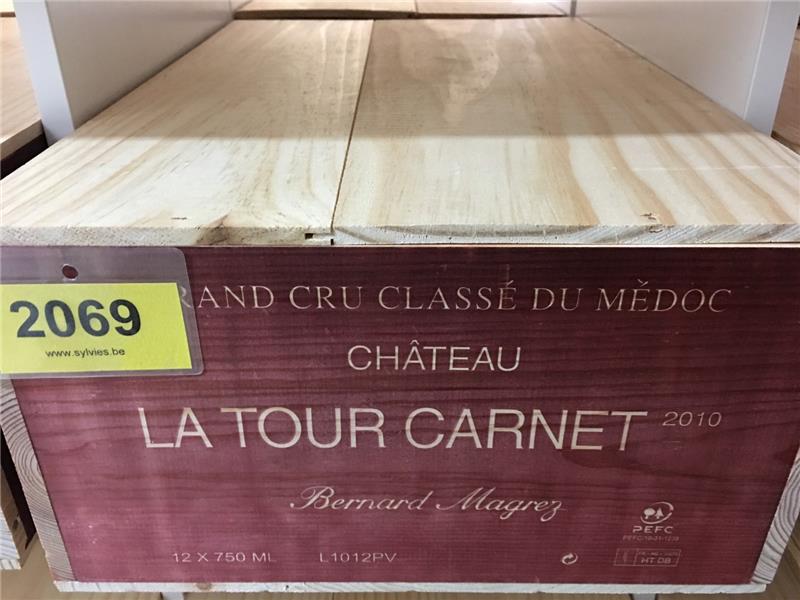 RAND CRU CLASSÉ DU MĚDOC
2069
www.sylvies.be
CHÂTEAU
LA TOUR CARNET 2010
Bernard Magrez
PEFC
12 X 750 ML L1012PV
HT DB